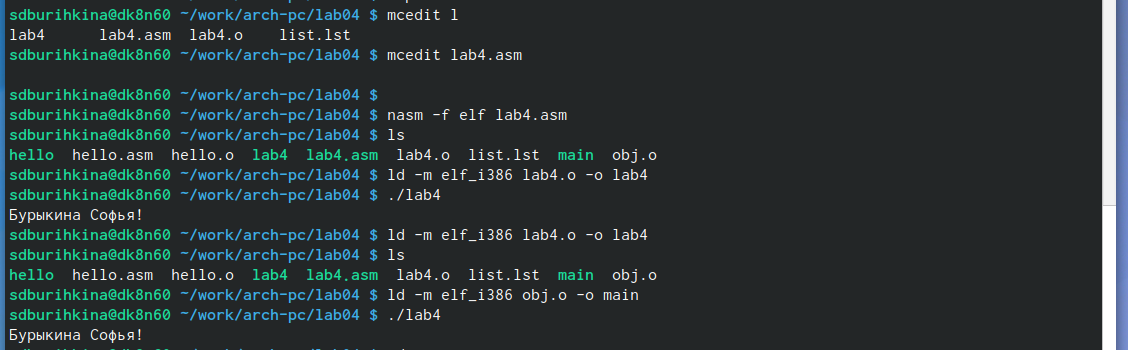 sdburihkina@dk8n60 ~/work/arch-pc/lab04 $ mcedit l
lab4      lab4.asm  lab4.o    list.lst
sdburihkina@dk8n60 ~/work/arch-pc/lab04 $ mcedit lab4.asm
sdburihkina@dk8n60 ~/work/arch-pc/lab04 $
sdburihkina@dk8n60 ~/work/arch-pc/lab04 $ nasm -f elf lab4.asm
sdburihkina@dk8n60 ~/work/arch-pc/lab04 $ ls
hello  hello.asm  hello.o  lab4  lab4.asm  lab4.o  list.lst  main  obj.o
sdburihkina@dk8n60 ~/work/arch-pc/lab04 $ ld -m elf_i386 lab4.o -o lab4
sdburihkina@dk8n60 ~/work/arch-pc/lab04 $ ./lab4
Бурыкина Софья!
sdburihkina@dk8n60 ~/work/arch-pc/lab04 $ ld -m elf_i386 lab4.o -o lab4
sdburihkina@dk8n60 ~/work/arch-pc/lab04 $ ls
hello  hello.asm  hello.o  lab4  lab4.asm  lab4.o  list.lst  main  obj.o
sdburihkina@dk8n60 ~/work/arch-pc/lab04 $ ld -m elf_i386 obj.o -o main
sdburihkina@dk8n60 ~/work/arch-pc/lab04 $ ./lab4
Бурыкина Софья!